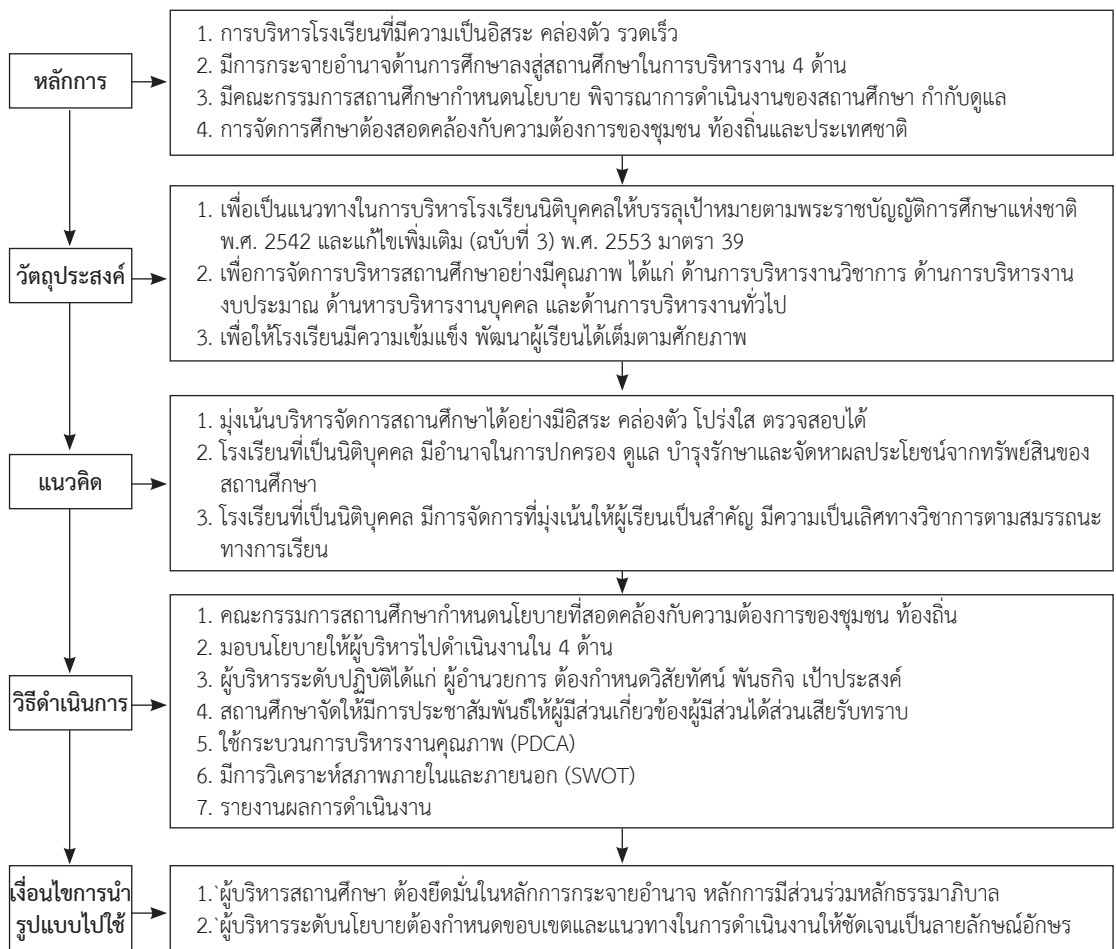 หลักการ
1. การบริหารโรงเรียนที่มีความเป็นอิสระ คล่องตัว รวดเร็ว
2. มีการกระจายอำนาจด้านการศึกษาลงสู่สถานศึกษาในการบริหารงาน 4 ด้าน
3. มีคณะกรรมการสถานศึกษากำหนดนโยบาย พิจารณาการดำเนินงานของสถานศึกษา กำกับดูแล
4. การจัดการศึกษาต้องสอดคล้องกับความต้องการของชุมชน ท้องถิ่นและประเทศชาติ
วัตถุประสงค์
1. เพื่อเป็นแนวทางในการบริหารโรงเรียนนิติบุคคลให้บรรลุเป้าหมายตามพระราชบัญญัติการศึกษาแห่งชาติ
พ.ศ. 2542 และแก้ไขเพิ่มเติม (ฉบับที่ 3) พ.ศ. 2553 มาตรา 39
2. เพื่อการจัดการบริหารสถานศึกษาอย่างมีคุณภาพ ได้แก่ ด้านการบริหารงานวิชาการ ด้านการบริหารงาน
งบประมาณ ด้านหารบริหารงานบุคคล และด้านการบริหารงานทั่วไป
3. เพื่อให้โรงเรียนมีความเข้มแข็ง พัฒนาผู้เรียนได้เต็มตามศักยภาพ
แนวคิด
1. มุ่งเน้นบริหารจัดการสถานศึกษาได้อย่างมีอิสระ คล่องตัว โปร่งใส ตรวจสอบได้
2. โรงเรียนที่เป็นนิติบุคคล มีอำนาจในการปกครอง ดูแล บำรุงรักษาและจัดหาผลประโยชน์จากทรัพย์สินของ
สถานศึกษา
3. โรงเรียนที่เป็นนิติบุคคล มีการจัดการที่มุ่งเน้นให้ผู้เรียนเป็นสำคัญ มีความเป็นเลิศทางวิชาการตามสมรรถนะ
ทางการเรียน
วิธีดำเนินการ
1. คณะกรรมการสถานศึกษากำหนดนโยบายที่สอดคล้องกับความต้องการของชุมชน ท้องถิ่น
2. มอบนโยบายให้ผู้บริหารไปดำเนินงานใน 4 ด้าน
3. ผู้บริหารระดับปฏิบัติได้แก่ ผู้อำนวยการ ต้องกำหนดวิสัยทัศน์ พันธกิจ เป้าประสงค์
4. สถานศึกษาจัดให้มีการประชาสัมพันธ์ให้ผู้มีส่วนเกี่ยวข้องผู้มีส่วนได้ส่วนเสียรับทราบ
5. ใช้กระบวนการบริหารงานคุณภาพ (PDCA)
6. มีการวิเคราะห์สภาพภายในและภายนอก (SWOT)
7. รายงานผลการดำเนินงาน
เงื่อนไขการนำ
รูปแบบไปใช้
1.`ผู้บริหารสถานศึกษา ต้องยึดมั่นในหลักการกระจายอำนาจ หลักการมีส่วนร่วมหลักธรรมาภิบาล
2.`ผู้บริหารระดับนโยบายต้องกำหนดขอบเขตและแนวทางในการดำเนินงานให้ชัดเจนเป็นลายลักษณ์อักษร